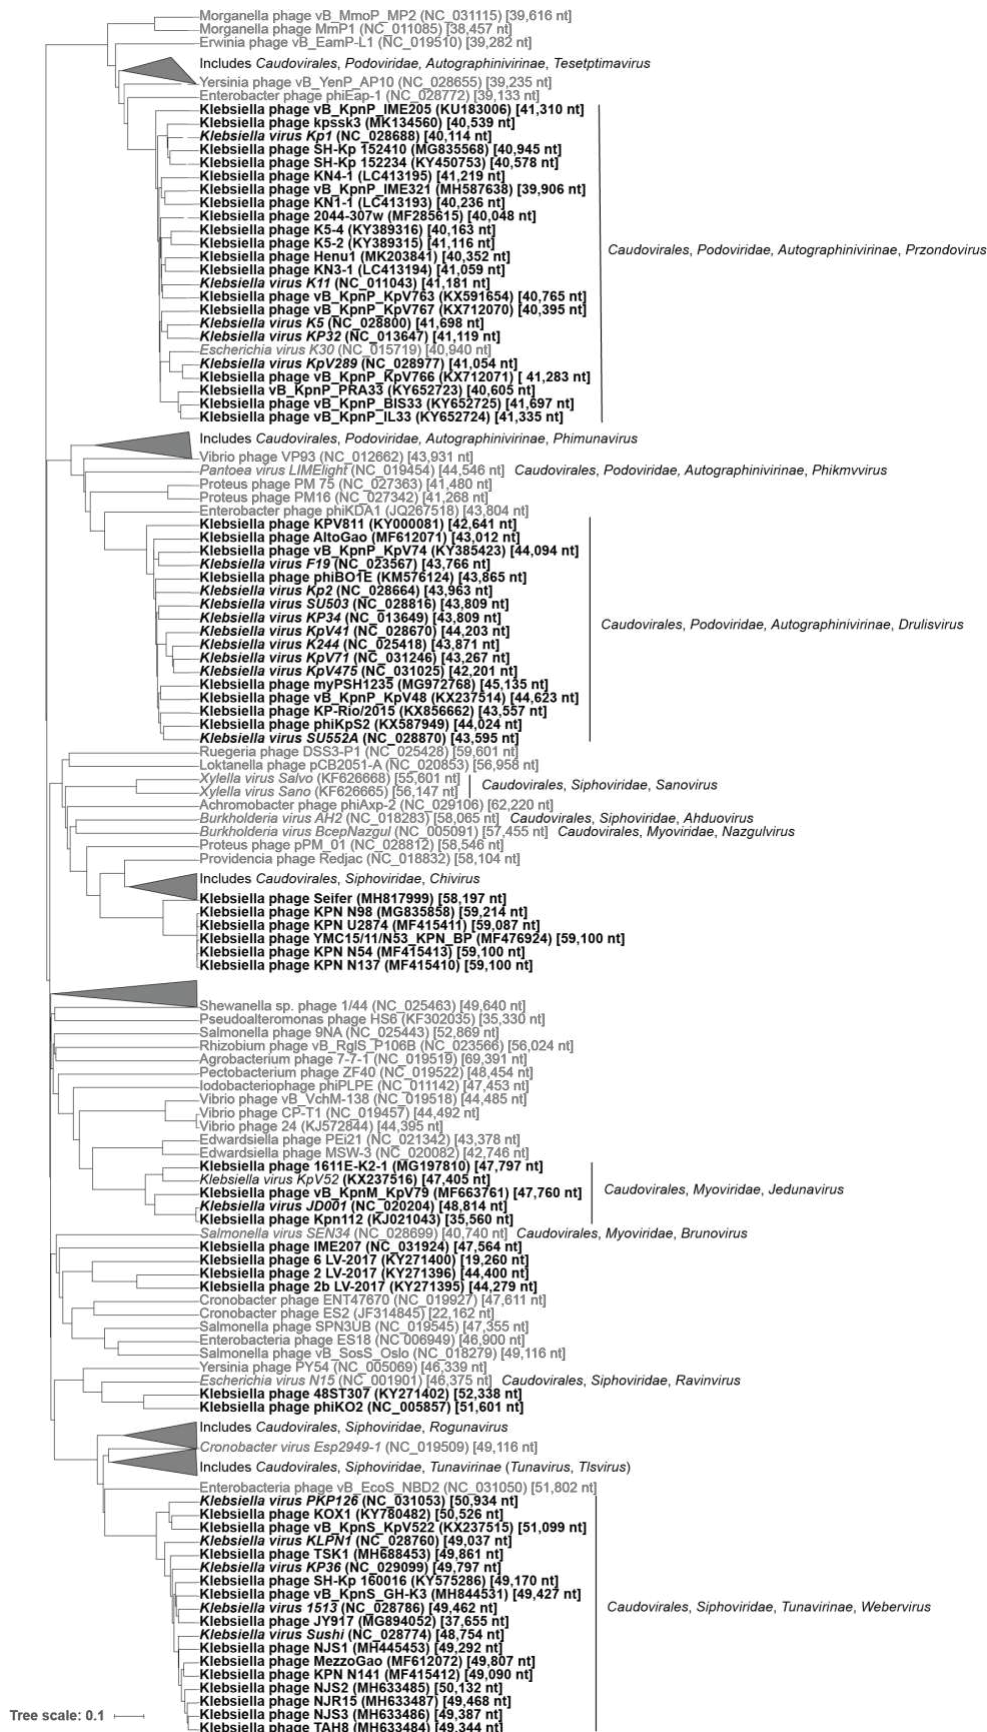 Morganella phage vB_MmoP_MP2 (NC_031115) [39,616 nt]
Morganella phage MmP1 (NC_011085) [38,457 nt]
Erwinia phage vB_EamP-L1 (NC_019510) [39,282 nt]
Includes Caudovirales, Podoviridae, Autographinivirinae, Tesetptimavirus
Yersinia phage vB_YenP_AP10 (NC_028655) [39,235 nt]
Enterobacter phage phiEap-1 (NC_028772) [39,133 nt]
Klebsiella phage vB_KpnP_IME205 (KU183006) [41,310 nt]
Klebsiella phage kpssk3 (MK134560) [40,539 nt]
Klebsiella virus Kp1 (NC_028688) [40,114 nt]
Klebsiella phage SH-Kp 152410 (MG835568) [40,945 nt]
Klebsiella phage SH-Kp 152234 (KY450753) [40,578 nt]
Klebsiella phage KN4-1 (LC413195) [41,219 nt]
Klebsiella phage vB_KpnP_IME321 (MH587638) [39,906 nt]
Klebsiella phage KN1-1 (LC413193) [40,236 nt]
Klebsiella phage 2044-307w (MF285615) [40,048 nt]
Klebsiella phage K5-4 (KY389316) [40,163 nt]
Klebsiella phage K5-2 (KY389315) [41,116 nt]
Caudovirales, Podoviridae, Autographinivirinae, Przondovirus
Klebsiella phage Henu1 (MK203841) [40,352 nt]
Klebsiella phage KN3-1 (LC413194) [41,059 nt]
Klebsiella virus K11 (NC_011043) [41,181 nt]
Klebsiella phage vB_KpnP_KpV763 (KX591654) [40,765 nt]
Klebsiella phage vB_KpnP_KpV767 (KX712070) [40,395 nt]
Klebsiella virus K5 (NC_028800) [41,698 nt]
Klebsiella virus KP32 (NC_013647) [41,119 nt]
Escherichia virus K30 (NC_015719) [40,940 nt]
Klebsiella virus KpV289 (NC_028977) [41,054 nt]
Klebsiella phage vB_KpnP_KpV766 (KX712071) [ 41,283 nt]
Klebsiella vB_KpnP_PRA33 (KY652723) [40,605 nt]
Klebsiella phage vB_KpnP_BIS33 (KY652725) [41,697 nt]
Klebsiella phage vB_KpnP_IL33 (KY652724) [41,335 nt]
Includes Caudovirales, Podoviridae, Autographinivirinae, Phimunavirus
Vibrio phage VP93 (NC_012662) [43,931 nt]
Pantoea virus LIMElight (NC_019454) [44,546 nt] Caudovirales, Podoviridae, Autographinivirinae, Phikmvvirus
Proteus phage PM 75 (NC_027363) [41,480 nt]
Proteus phage PM16 (NC_027342) [41,268 nt]
Enterobacter phage phiKDA1 (JQ267518) [43,804 nt]
Klebsiella phage KPV811 (KY000081) [42,641 nt]
Klebsiella phage AltoGao (MF612071) [43,012 nt]
Klebsiella phage vB_KpnP_KpV74 (KY385423) [44,094 nt]
Klebsiella virus F19 (NC_023567) [43,766 nt]
Klebsiella phage phiBO1E (KM576124) [43,865 nt]
Klebsiella virus Kp2 (NC_028664) [43,963 nt]
Klebsiella virus SU503 (NC_028816) [43,809 nt]
Klebsiella virus KP34 (NC_013649) [43,809 nt]
Caudovirales, Podoviridae, Autographinivirinae, Drulisvirus
Klebsiella virus KpV41 (NC_028670) [44,203 nt]
Klebsiella virus K244 (NC_025418) [43,871 nt]
Klebsiella virus KpV71 (NC_031246) [43,267 nt]
Klebsiella virus KpV475 (NC_031025) [42,201 nt]
Klebsiella phage myPSH1235 (MG972768) [45,135 nt]
Klebsiella phage vB_KpnP_KpV48 (KX237514) [44,623 nt]
Klebsiella phage KP-Rio/2015 (KX856662) [43,557 nt]
Klebsiella phage phiKpS2 (KX587949) [44,024 nt]
Klebsiella virus SU552A (NC_028870) [43,595 nt]
Ruegeria phage DSS3-P1 (NC_025428) [59,601 nt]
Loktanella phage pCB2051-A (NC_020853) [56,958 nt]
Xylella virus Salvo (KF626668) [55,601 nt]
Caudovirales, Siphoviridae, Sanovirus
Xylella virus Sano (KF626665) [56,147 nt]
Achromobacter phage phiAxp-2 (NC_029106) [62,220 nt]
Burkholderia virus AH2 (NC_018283) [58,065 nt] Caudovirales, Siphoviridae, Ahduovirus
Burkholderia virus BcepNazgul (NC_005091) [57,455 nt] Caudovirales, Myoviridae, Nazgulvirus
Proteus phage pPM_01 (NC_028812) [58,546 nt]
Providencia phage Redjac (NC_018832) [58,104 nt]
Includes Caudovirales, Siphoviridae, Chivirus
Klebsiella phage Seifer (MH817999) [58,197 nt]
Klebsiella phage KPN N98 (MG835858) [59,214 nt]
Klebsiella phage KPN U2874 (MF415411) [59,087 nt]
Klebsiella phage YMC15/11/N53_KPN_BP (MF476924) [59,100 nt]
Klebsiella phage KPN N54 (MF415413) [59,100 nt]
Klebsiella phage KPN N137 (MF415410) [59,100 nt]
Shewanella sp. phage 1/44 (NC_025463) [49,640 nt]
Pseudoalteromonas phage HS6 (KF302035) [35,330 nt]
Salmonella phage 9NA (NC_025443) [52,869 nt]
Rhizobium phage vB_RglS_P106B (NC_023566) [56,024 nt]
Agrobacterium phage 7-7-1 (NC_019519) [69,391 nt]
Pectobacterium phage ZF40 (NC_019522) [48,454 nt]
Iodobacteriophage phiPLPE (NC_011142) [47,453 nt]
Vibrio phage vB_VchM-138 (NC_019518) [44,485 nt]
Vibrio phage CP-T1 (NC_019457) [44,492 nt]
Vibrio phage 24 (KJ572844) [44,395 nt]
Edwardsiella phage PEi21 (NC_021342) [43,378 nt]
Edwardsiella phage MSW-3 (NC_020082) [42,746 nt]
Klebsiella phage 1611E-K2-1 (MG197810) [47,797 nt]
Klebsiella virus KpV52 (KX237516) [47,405 nt]
Klebsiella phage vB_KpnM_KpV79 (MF663761) [47,760 nt]
Caudovirales, Myoviridae, Jedunavirus
Klebsiella virus JD001 (NC_020204) [48,814 nt]
Klebsiella phage Kpn112 (KJ021043) [35,560 nt]
Salmonella virus SEN34 (NC_028699) [40,740 nt] Caudovirales, Myoviridae, Brunovirus
Klebsiella phage IME207 (NC_031924) [47,564 nt]
Klebsiella phage 6 LV-2017 (KY271400) [19,260 nt]
Klebsiella phage 2 LV-2017 (KY271396) [44,400 nt]
Klebsiella phage 2b LV-2017 (KY271395) [44,279 nt]
Cronobacter phage ENT47670 (NC_019927) [47,611 nt]
Cronobacter phage ES2 (JF314845) [22,162 nt]
Salmonella phage SPN3UB (NC_019545) [47,355 nt]
Enterobacteria phage ES18 (NC 006949) [46,900 nt]
Salmonella phage vB_SosS_Oslo (NC_018279) [49,116 nt]
Yersinia phage PY54 (NC_005069) [46,339 nt]
Escherichia virus N15 (NC_001901) [46,375 nt] Caudovirales, Siphoviridae, Ravinvirus
Klebsiella phage 48ST307 (KY271402) [52,338 nt]
Klebsiella phage phiKO2 (NC_005857) [51,601 nt]
Includes Caudovirales, Siphoviridae, Rogunavirus
Cronobacter virus Esp2949-1 (NC_019509) [49,116 nt]
Includes Caudovirales, Siphoviridae, Tunavirinae (Tunavirus, Tlsvirus)
Enterobacteria phage vB_EcoS_NBD2 (NC_031050) [51,802 nt]
Klebsiella virus PKP126 (NC_031053) [50,934 nt]
Klebsiella phage KOX1 (KY780482) [50,526 nt]
Klebsiella phage vB_KpnS_KpV522 (KX237515) [51,099 nt]
Klebsiella virus KLPN1 (NC_028760) [49,037 nt]
Klebsiella phage TSK1 (MH688453) [49,861 nt]
Klebsiella virus KP36 (NC_029099) [49,797 nt]
Klebsiella phage SH-Kp 160016 (KY575286) [49,170 nt]
Klebsiella phage vB_KpnS_GH-K3 (MH844531) [49,427 nt]
Klebsiella virus 1513 (NC_028786) [49,462 nt]
Caudovirales, Siphoviridae, Tunavirinae, Webervirus
Klebsiella phage JY917 (MG894052) [37,655 nt]
Klebsiella virus Sushi (NC_028774) [48,754 nt]
Klebsiella phage NJS1 (MH445453) [49,292 nt]
Klebsiella phage MezzoGao (MF612072) [49,807 nt]
Klebsiella phage KPN N141 (MF415412) [49,090 nt]
Klebsiella phage NJS2 (MH633485) [50,132 nt]
Klebsiella phage NJR15 (MH633487) [49,468 nt]
Klebsiella phage NJS3 (MH633486) [49,387 nt]
Klebsiella phage TAH8 (MH633484) [49,344 nt]
Tree scale: 0.1